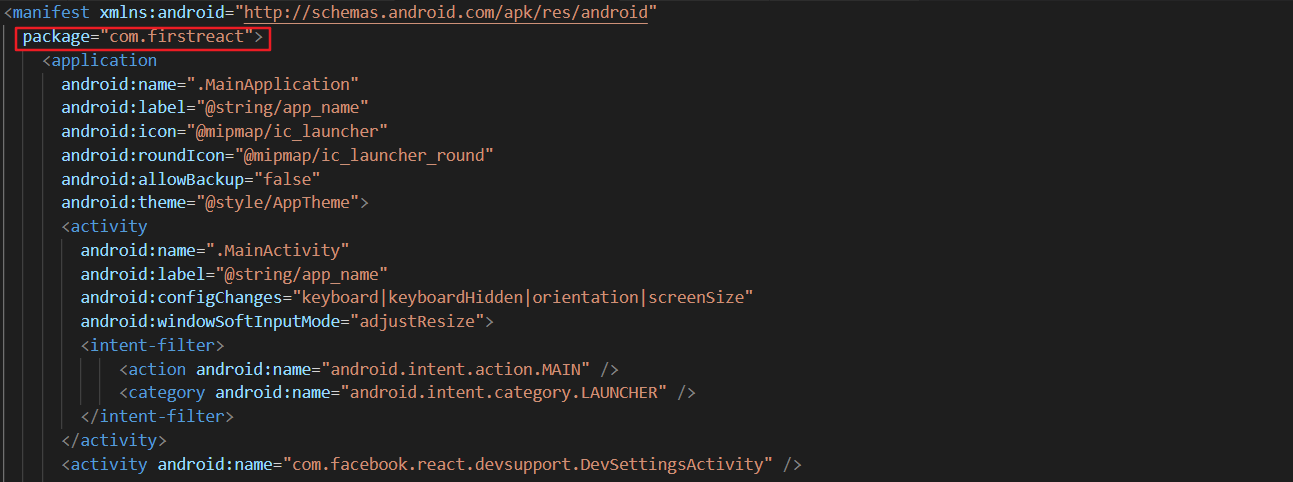 <manifest xmlns:android="http://schemas.android.com/apk/res/android"
package="com.firstreact">
<application
android:name=".MainApplication"
android:label="@string/app_name"
android:icon="@mipmap/ic_launcher"
android:roundIcon="@mipmap/ic_launcher_round"
android:allowBackup="false"
android:theme="@style/AppTheme">
<activity
android:name=".MainActivity"
android:label="@string/app_name"
android:configChanges="keyboard|keyboardHidden|orientation|screenSize"
android:windowSoftInputMode="adjustResize">
<intent-filter>
<action android:name="android.intent.action.MAIN" />
<category android:name="android.intent.category.LAUNCHER" />
</intent-filter>
</activity>
<activity android:name="com.facebook.react.devsupport.DevSettingsActivity" />